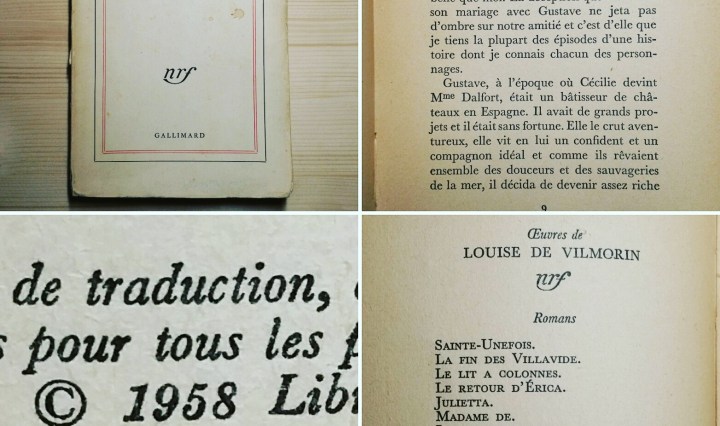 nrf
GALLIMARD
son mariage avec Gustave ne jeta pas
d'ombre sur notre amitié et c'est d'elle que
je tiens la plupart des épisodes d'une his-
toire dont je connais chacun des person-
nages.
Gustave, à l'époque où Cécilie devint
Mme Dalfort, était un bâtisseur de châ-
teaux en Espagne. Il avait de grands pro-
jets et il était sans fortune. Elle le crut aven-
tureux, elle vit en lui un confident et un
compagnon idéal et comme ils rêvaient
ensemble des douceurs et des sauvageries
de la mer, il décida de devenir assez riche
9
de traduction,
pour tous les
© 1958 Lib
Œuvres de
LOUISE DE VILMORIN
nrf
Romans
SAINTE-UNEFOIS.
LA FIN DES VILLAVIDE.
LE LIT A COLONNES.
LE RETOUR D'ÉRICA.
JULIETTA.
MADAME DE.